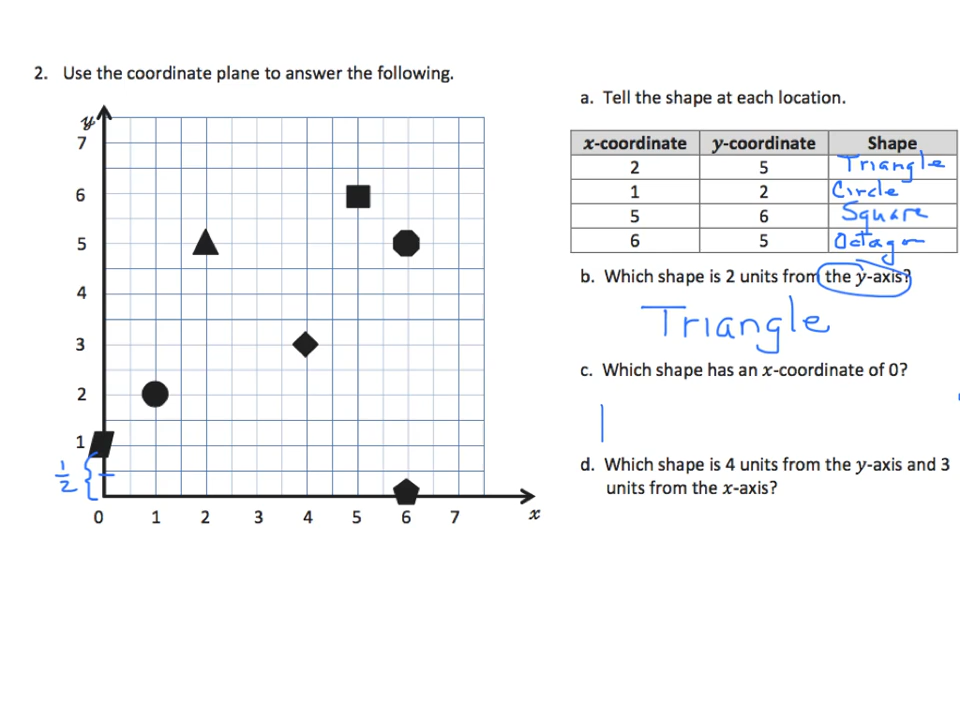 2. Use the coordinate plane to answer the following.
a. Tell the shape at each location.
x-coordinate y-coordinate Shape
2 5 Triangle
1 2 Circle
5 6 Square
6 5 Octagon
b. Which shape is 2 units from the y-axis?
Triangle
c. Which shape has an x-coordinate of 0?
d. Which shape is 4 units from the y-axis and 3
units from the x-axis?
y
7
6
5
4
3
2
1
1/2
0 1 2 3 4 5 6 7 x